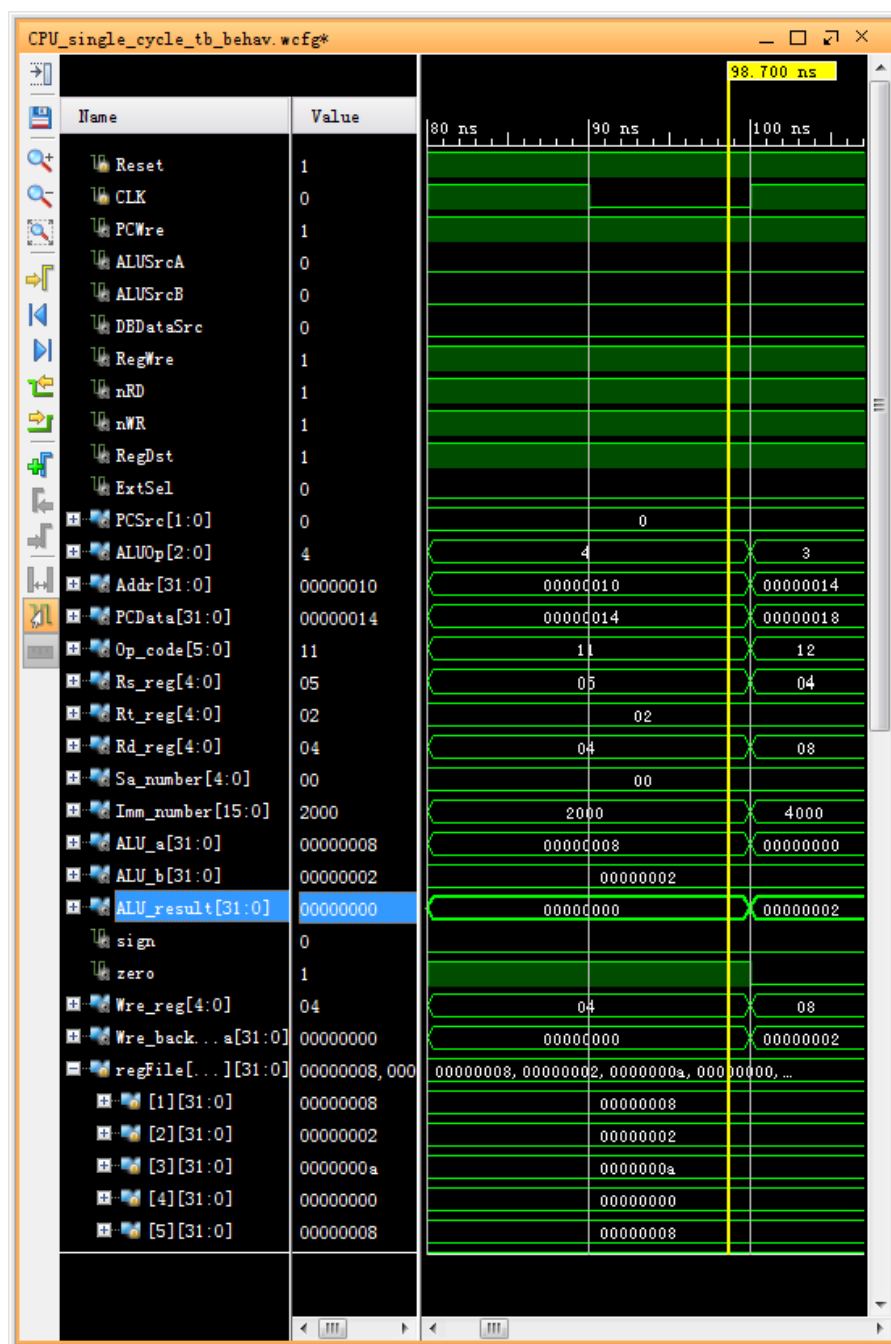 CPU_single_cycle_tb_behav.wcfg*
98.700 ns
Name Value 80 ns 90 ns 100 ns
Reset 1
CLK 0
PCWre 1
ALUSrcA 0
ALUSrcB 0
DBDataSrc 0
RegWre 1
nRD 1
nWR 1
RegDst 1
ExtSel 0
PCSrc[1:0] 0 0
ALUOp[2:0] 4 4 3
Addr[31:0] 00000010 00000010 00000014
PCData[31:0] 00000014 00000014 00000018
Op_code[5:0] 11 11 12
Rs_reg[4:0] 05 05 04
Rt_reg[4:0] 02 02
Rd_reg[4:0] 04 04 08
Sa_number[4:0] 00 00
Imm_number[15:0] 2000 2000 4000
ALU_a[31:0] 00000008 00000008 00000000
ALU_b[31:0] 00000002 00000002
ALU_result[31:0] 00000000 00000000 00000002
sign 0
zero 1
Wre_reg[4:0] 04 04 08
Wre_back...a[31:0] 00000000 00000000 00000002
regFile[...][31:0] 00000008,000 00000008, 00000002, 0000000a, 00000000, ...
[1][31:0] 00000008 00000008
[2][31:0] 00000002 00000002
[3][31:0] 0000000a 0000000a
[4][31:0] 00000000 00000000
[5][31:0] 00000008 00000008